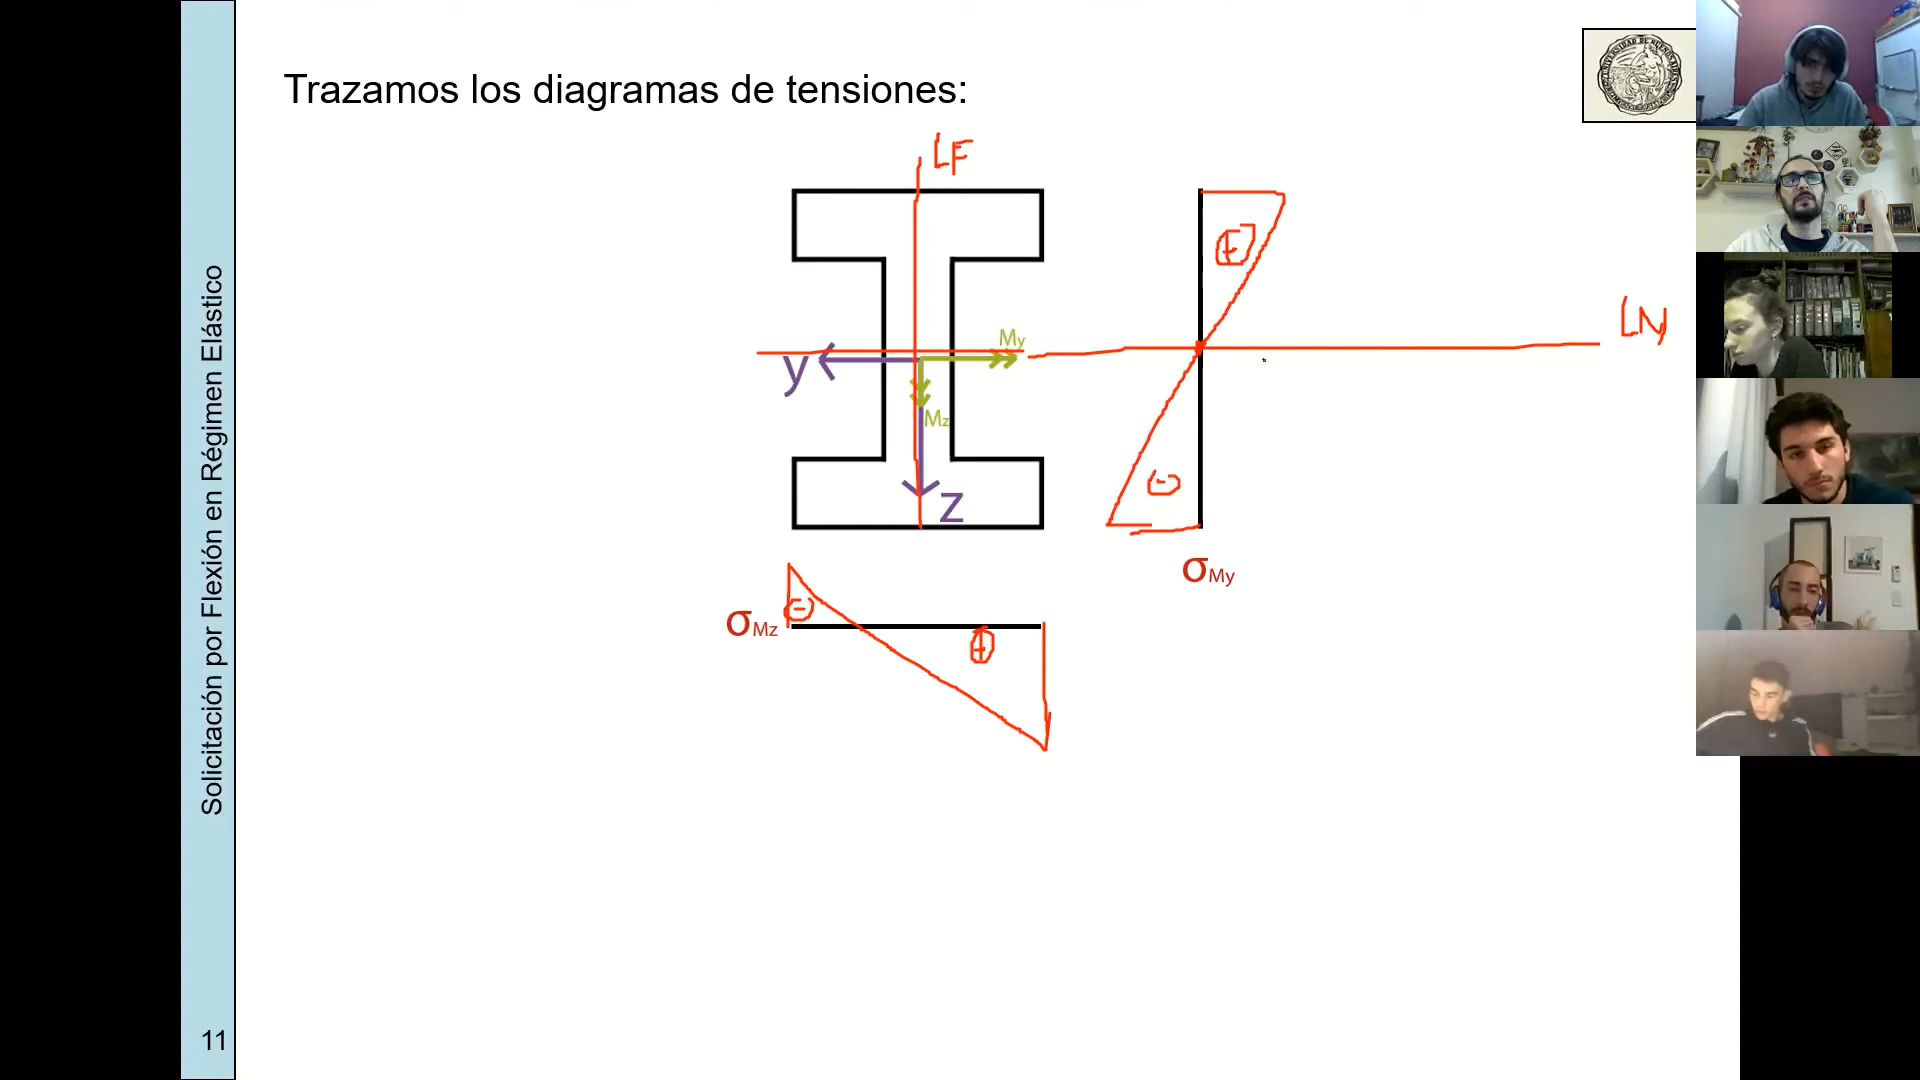 Trazamos los diagramas de tensiones:
LF
(+)
LN
My
y
Mz
z
(-)
σMy
(-)
σMz
(+)
Solicitación por Flexión en Régimen Elástico
11